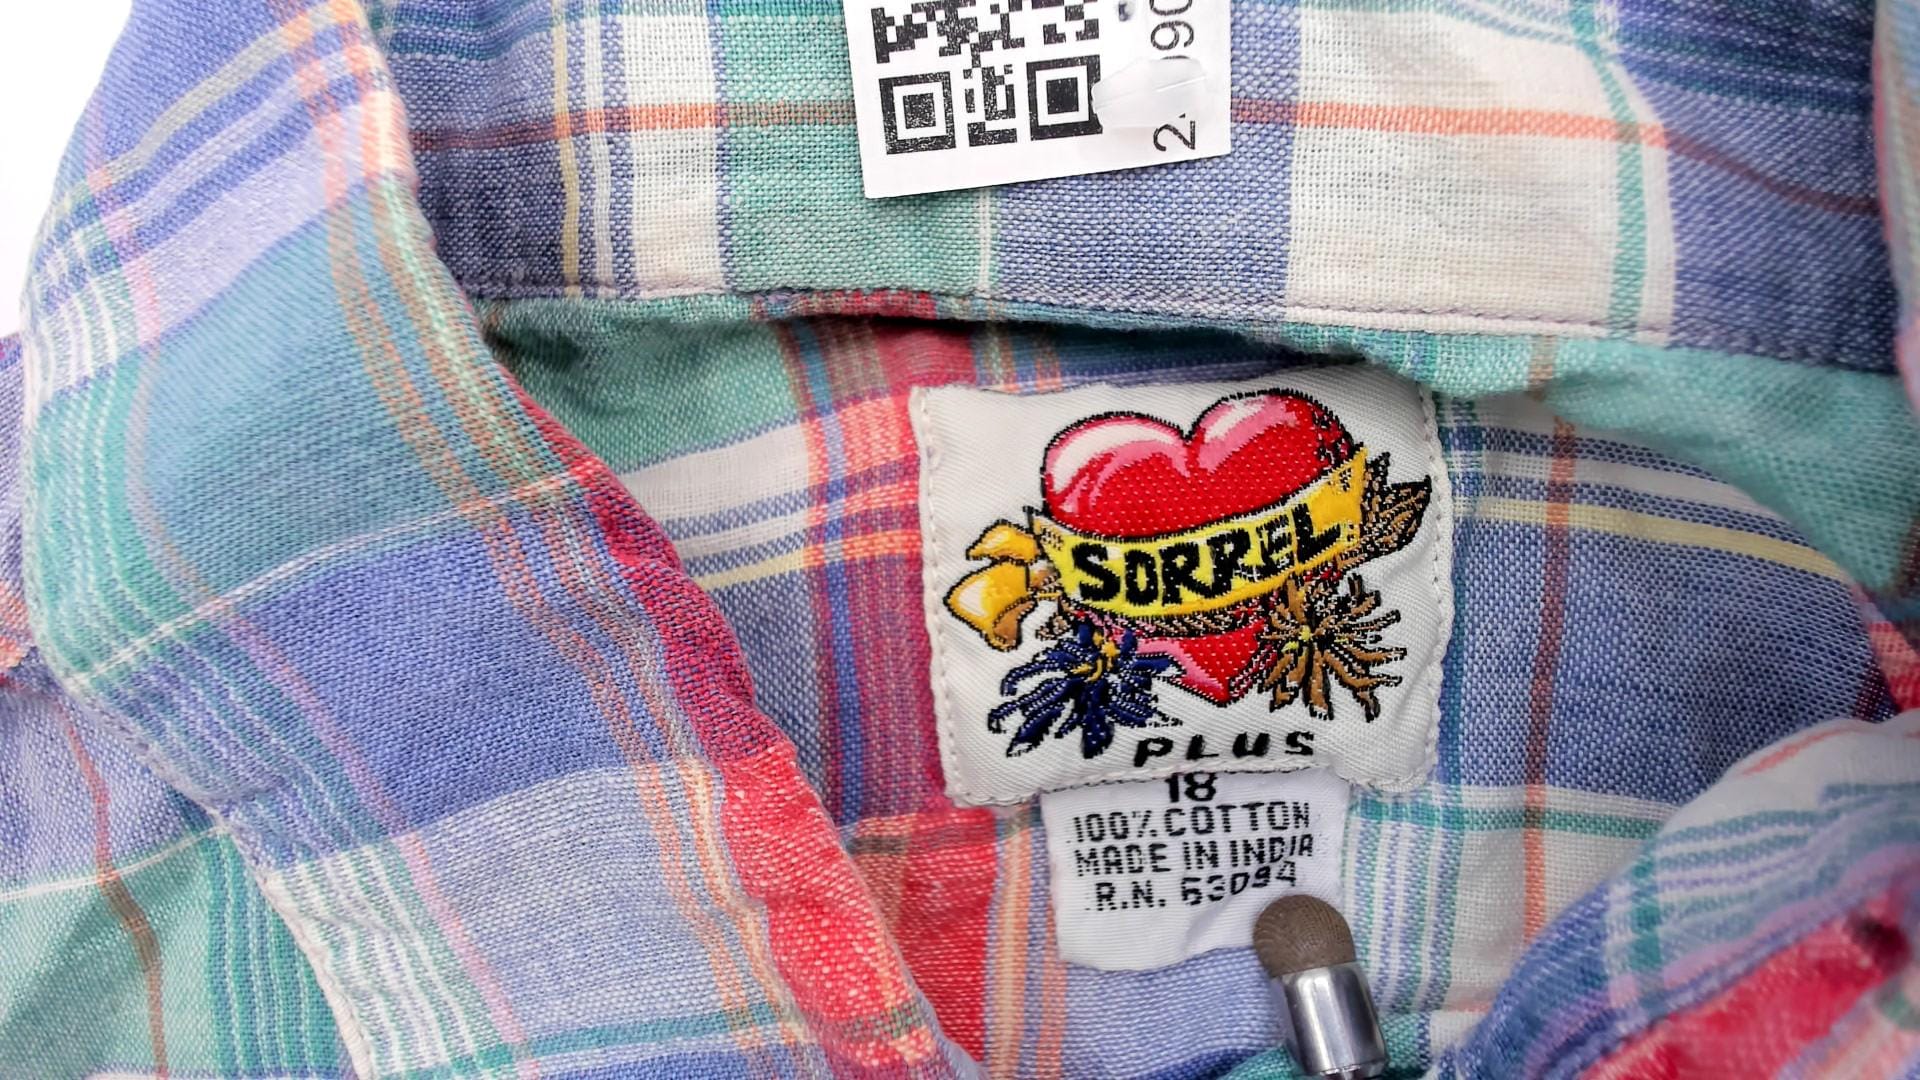 SORREL
PLUS
18
100% COTTON
MADE IN INDIA
R.N. 63094